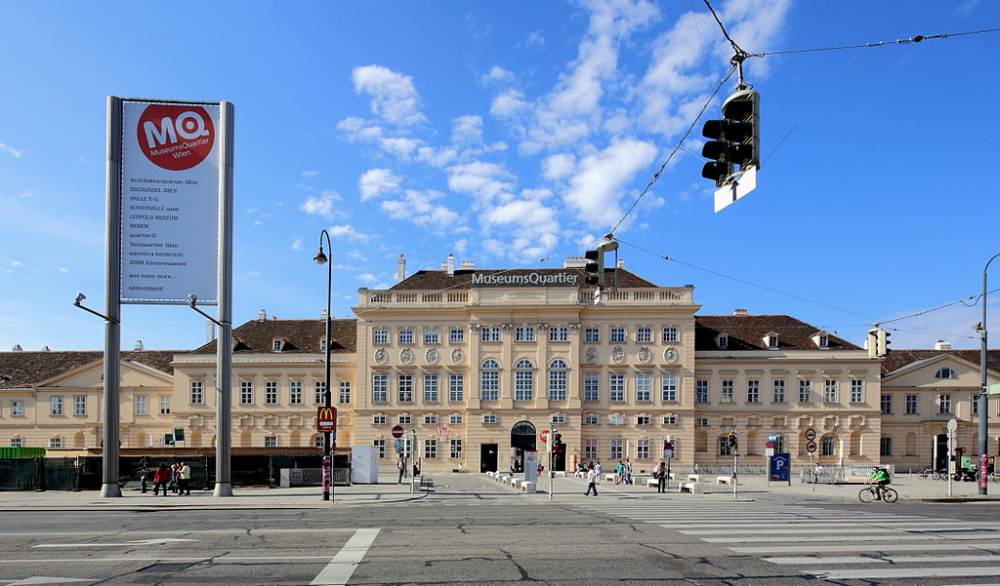 MQ
MuseumsQuartier
Wien
Architekturzentrum Wien
DSCHUNGEL WIEN
HALLE E+G
KUNSTHALLE wien
LEOPOLD MUSEUM
MUMOK
quartier21
Tanzquartier Wien
wienXtra-kinderinfo
ZOOM Kindermuseum
and many more...
www.mqw.at
MuseumsQuartier
P